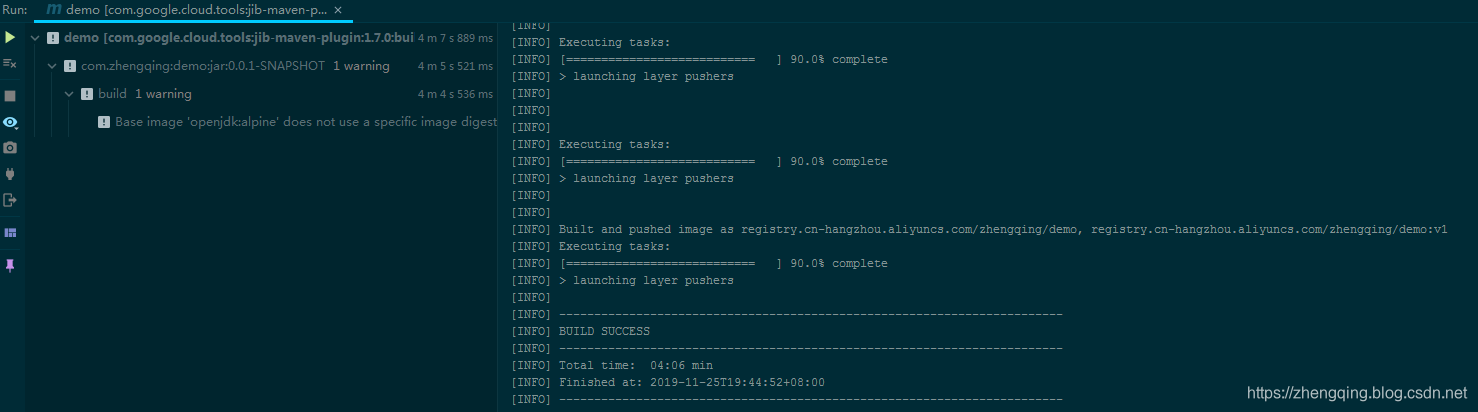 Run: m demo [com.google.cloud.tools:jib-maven-p... ×
demo [com.google.cloud.tools:jib-maven-plugin:1.7.0:bui 4 m 7 s 889 ms
com.zhengqing:demo:jar:0.0.1-SNAPSHOT 1 warning 4 m 5 s 521 ms
build 1 warning 4 m 4 s 536 ms
Base image 'openjdk:alpine' does not use a specific image digest
[INFO]
[INFO] Executing tasks:
[INFO] [===========================   ] 90.0% complete
[INFO] > launching layer pushers
[INFO]
[INFO]
[INFO]
[INFO] Executing tasks:
[INFO] [===========================   ] 90.0% complete
[INFO] > launching layer pushers
[INFO]
[INFO]
[INFO] Built and pushed image as registry.cn-hangzhou.aliyuncs.com/zhengqing/demo, registry.cn-hangzhou.aliyuncs.com/zhengqing/demo:v1
[INFO] Executing tasks:
[INFO] [===========================   ] 90.0% complete
[INFO] > launching layer pushers
[INFO]
[INFO] ------------------------------------------------------------------------
[INFO] BUILD SUCCESS
[INFO] ------------------------------------------------------------------------
[INFO] Total time:  04:06 min
[INFO] Finished at: 2019-11-25T19:44:52+08:00
[INFO] ------------------------------------------------------------------------
https://zhengqing.blog.csdn.net